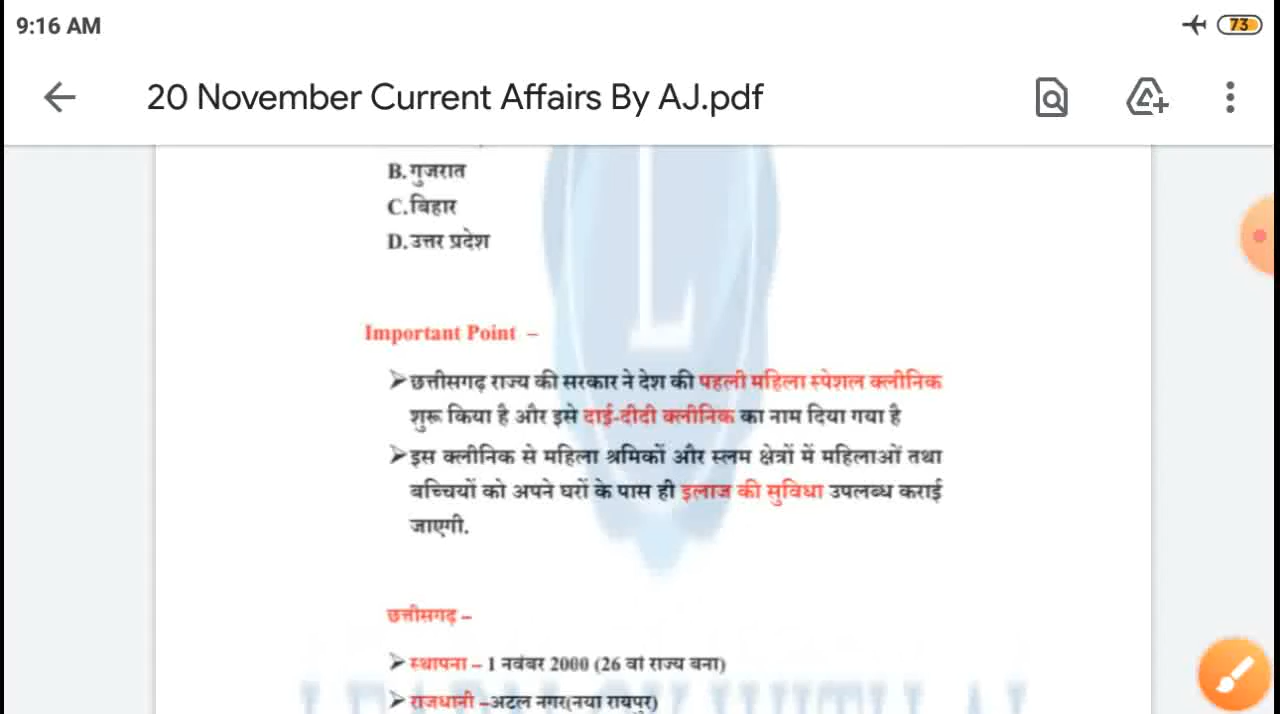 9:16 AM
73
20 November Current Affairs By AJ.pdf
B. गुजरात
C. बिहार
D. उत्तर प्रदेश
Important Point –
➤छत्तीसगढ़ राज्य की सरकार ने देश की पहली महिला स्पेशल क्लीनिक
शुरू किया है और इसे दाई-दीदी क्लीनिक का नाम दिया गया है
➤इस क्लीनिक से महिला श्रमिकों और स्लम क्षेत्रों में महिलाओं तथा
बच्चियों को अपने घरों के पास ही इलाज की सुविधा उपलब्ध कराई
जाएगी.
छत्तीसगढ़ –
➤स्थापना – 1 नवंबर 2000 (26 वां राज्य बना)
➤राजधानी –अटल नगर(नया रायपुर)